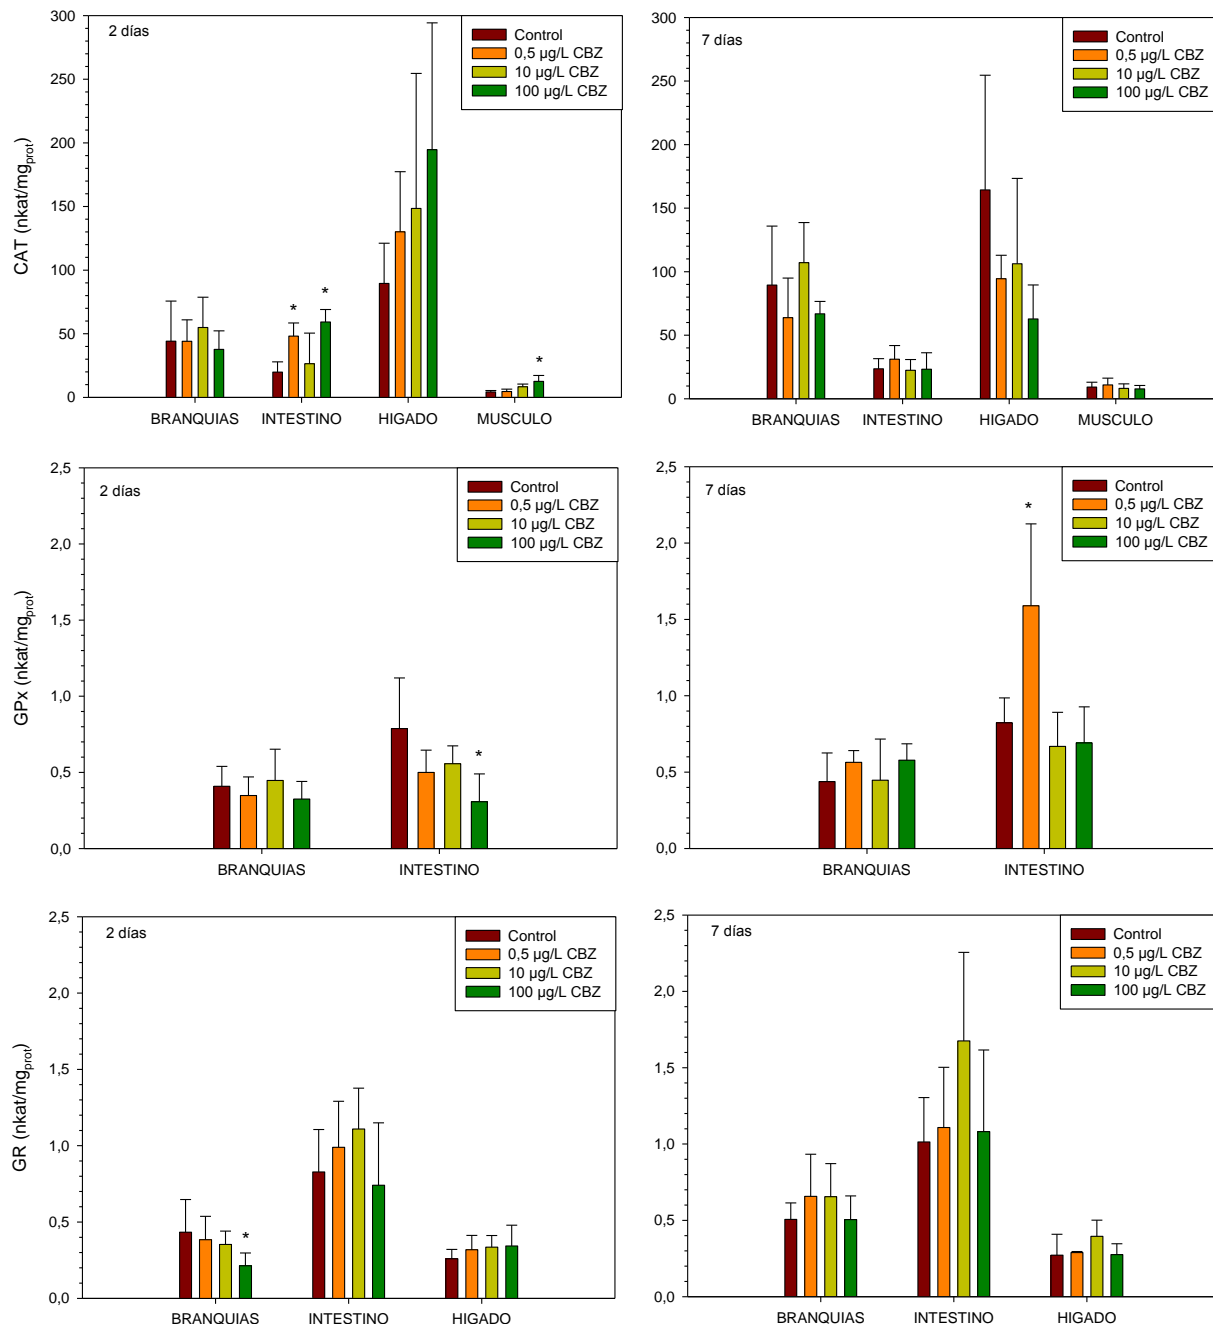 2 días
Control
0,5 µg/L CBZ
10 µg/L CBZ
100 µg/L CBZ
CAT (nkat/mgprot)
300
250
200
150
100
50
0
*
*
*
BRANQUIAS INTESTINO HIGADO MUSCULO
7 días
Control
0,5 µg/L CBZ
10 µg/L CBZ
100 µg/L CBZ
300
250
200
150
100
50
0
BRANQUIAS INTESTINO HIGADO MUSCULO
2 días
Control
0,5 µg/L CBZ
10 µg/L CBZ
100 µg/L CBZ
GPx (nkat/mgprot)
2,5
2,0
1,5
1,0
0,5
0,0
*
BRANQUIAS INTESTINO
7 días
Control
0,5 µg/L CBZ
10 µg/L CBZ
100 µg/L CBZ
2,5
2,0
1,5
1,0
0,5
0,0
*
BRANQUIAS INTESTINO
2 días
Control
0,5 µg/L CBZ
10 µg/L CBZ
100 µg/L CBZ
GR (nkat/mgprot)
2,5
2,0
1,5
1,0
0,5
0,0
*
BRANQUIAS INTESTINO HIGADO
7 días
Control
0,5 µg/L CBZ
10 µg/L CBZ
100 µg/L CBZ
2,5
2,0
1,5
1,0
0,5
0,0
BRANQUIAS INTESTINO HIGADO